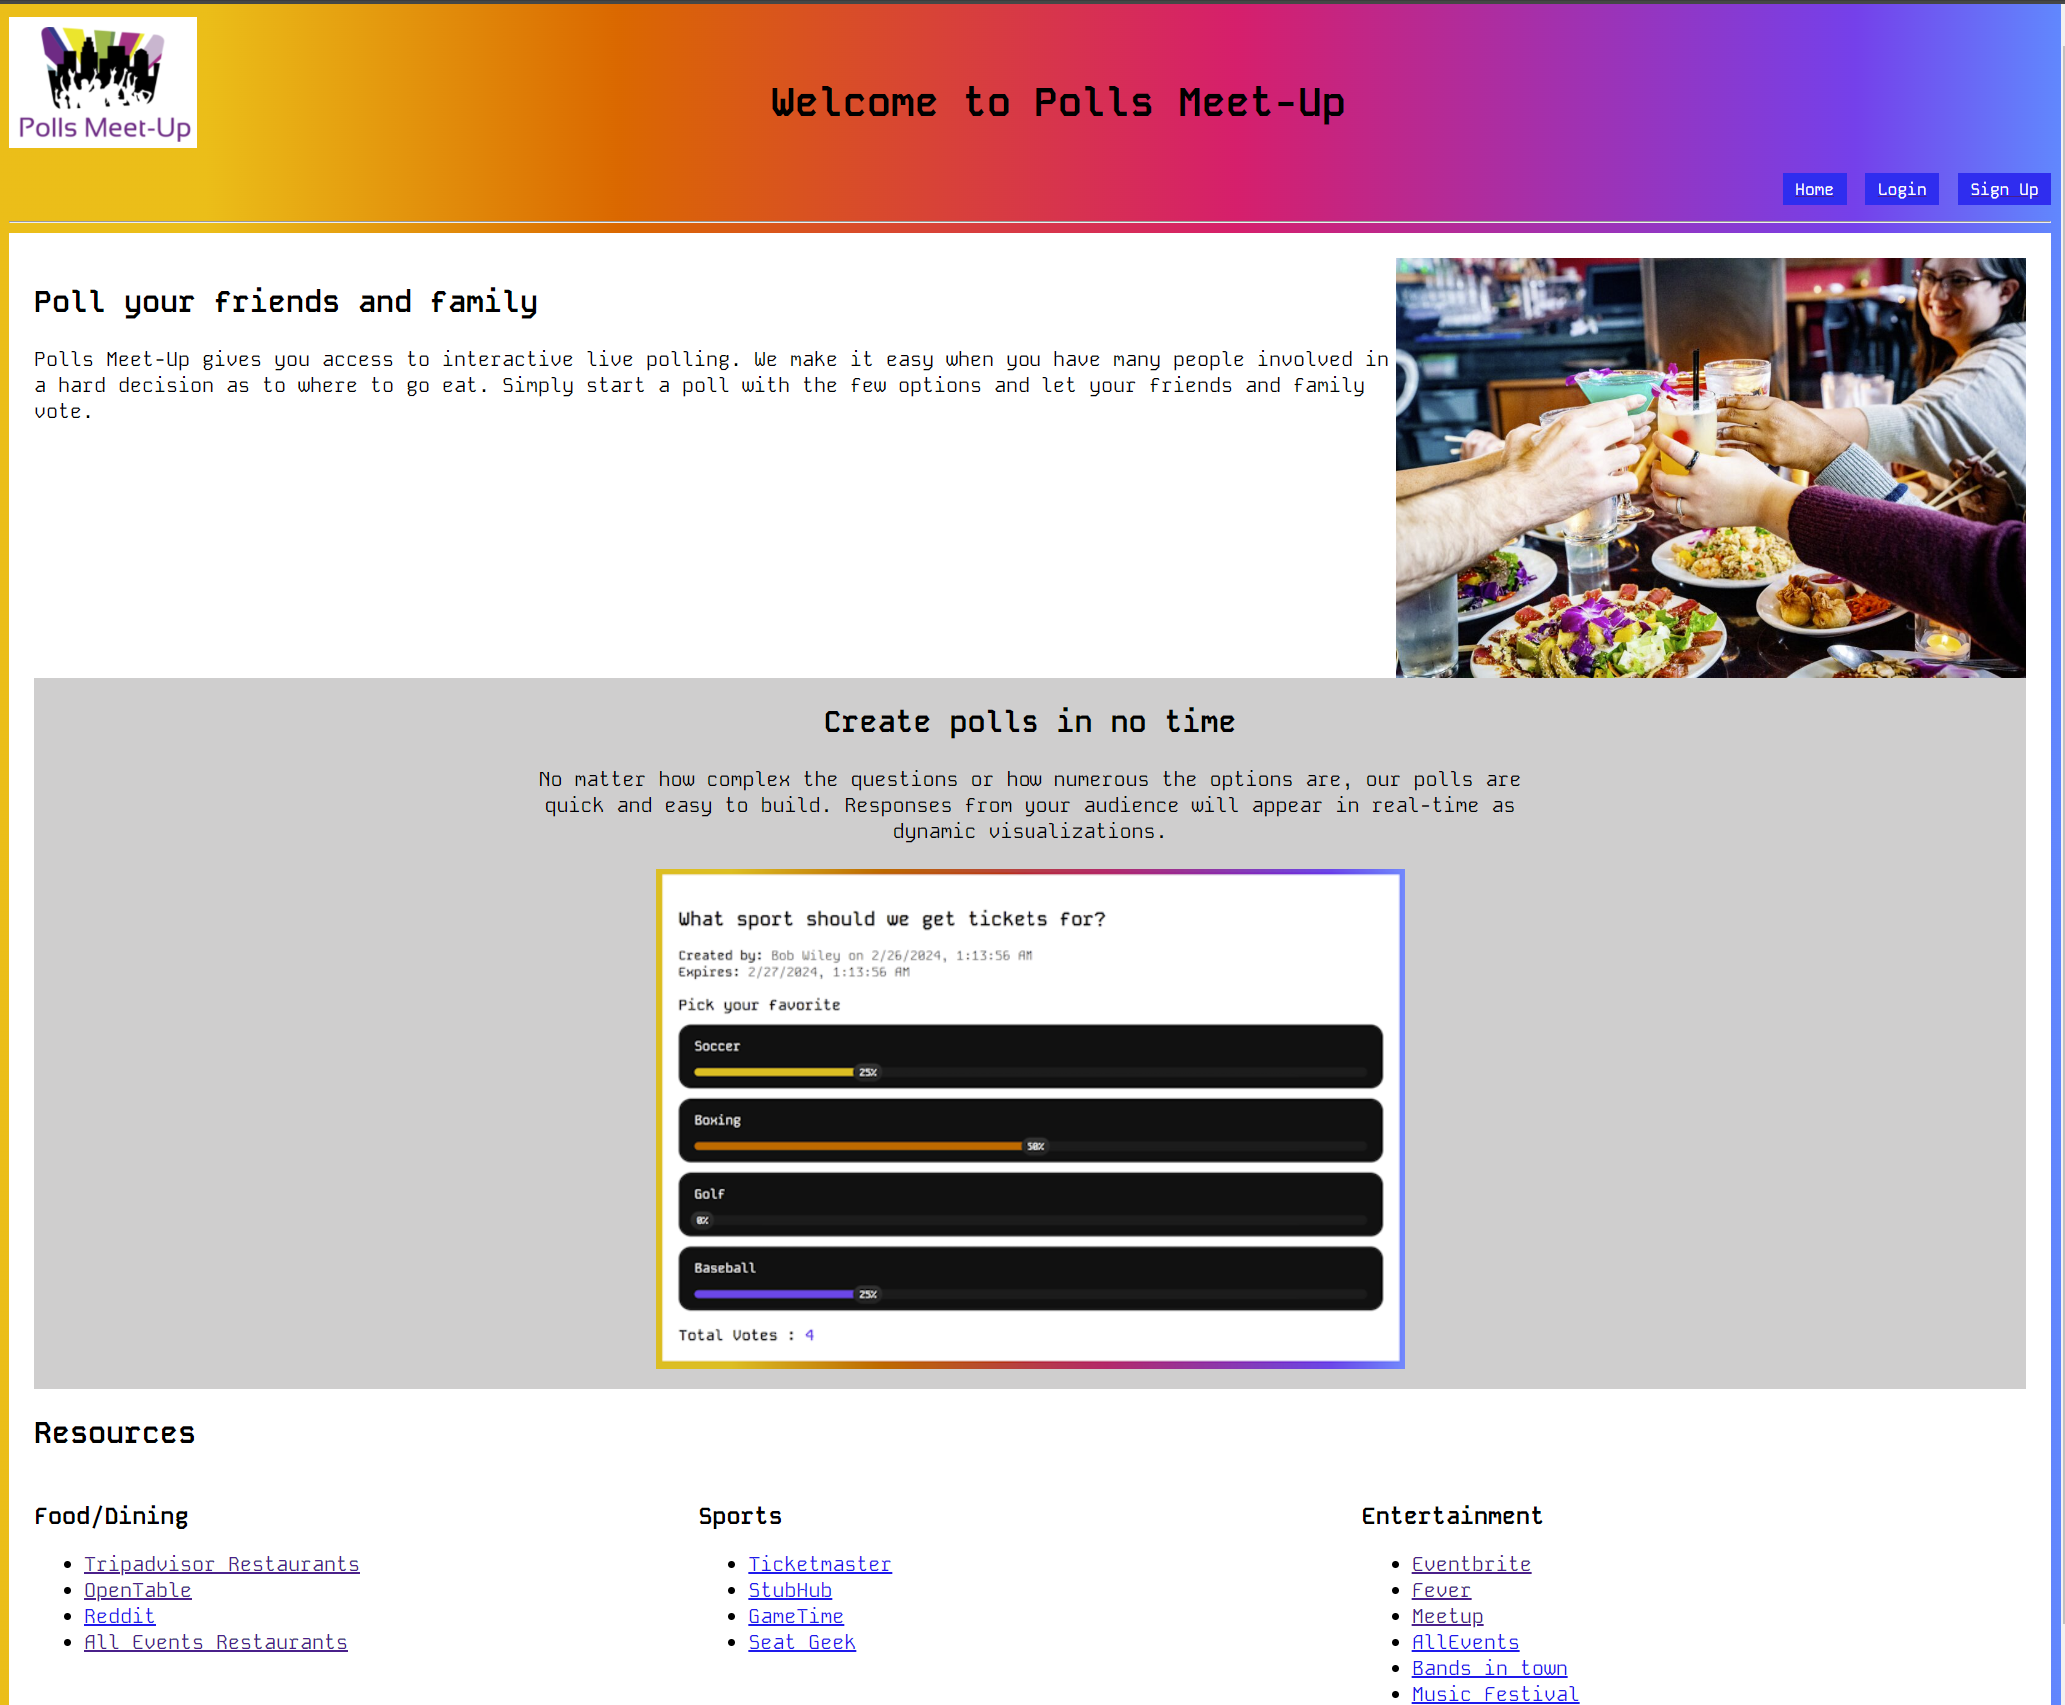 Polls Meet-Up
Welcome to Polls Meet-Up
Home Login Sign Up
Poll your friends and family
Polls Meet-Up gives you access to interactive live polling. We make it easy when you have many people involved in
a hard decision as to where to go eat. Simply start a poll with the few options and let your friends and family
vote.
Create polls in no time
No matter how complex the questions or how numerous the options are, our polls are
quick and easy to build. Responses from your audience will appear in real-time as
dynamic visualizations.
What sport should we get tickets for?
Created by: Bob Wiley on 2/26/2024, 1:13:56 AM
Expires: 2/27/2024, 1:13:56 AM
Pick your favorite
Soccer
25%
Boxing
50%
Golf
0%
Baseball
25%
Total Votes : 4
Resources
Food/Dining
Tripadvisor Restaurants
OpenTable
Reddit
All Events Restaurants
Sports
Ticketmaster
StubHub
GameTime
Seat Geek
Entertainment
Eventbrite
Fever
Meetup
AllEvents
Bands in town
Music Festival